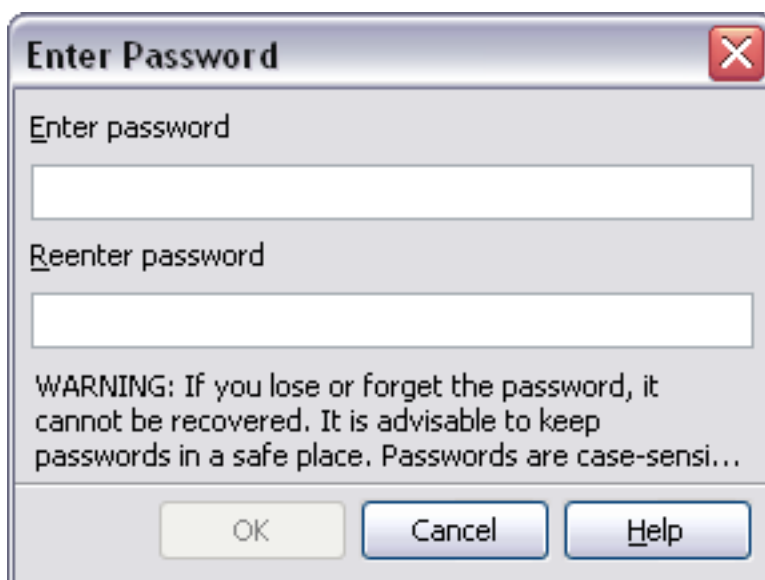 Enter Password
Enter password
Reenter password
WARNING: If you lose or forget the password, it
cannot be recovered. It is advisable to keep
passwords in a safe place. Passwords are case-sensi...
OK
Cancel
Help